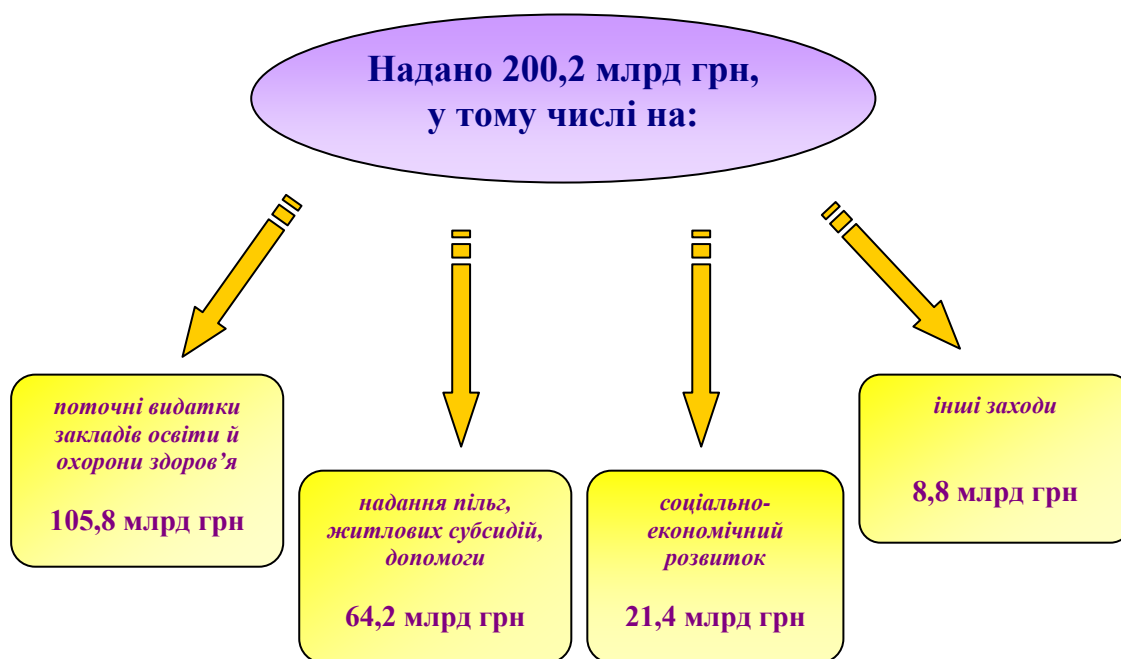 Надано 200,2 млрд грн,
у тому числі на:
поточні видатки
закладів освіти й
охорони здоров’я
105,8 млрд грн
надання пільг,
житлових субсидій,
допомоги
64,2 млрд грн
соціально-
економічний
розвиток
21,4 млрд грн
інші заходи
8,8 млрд грн